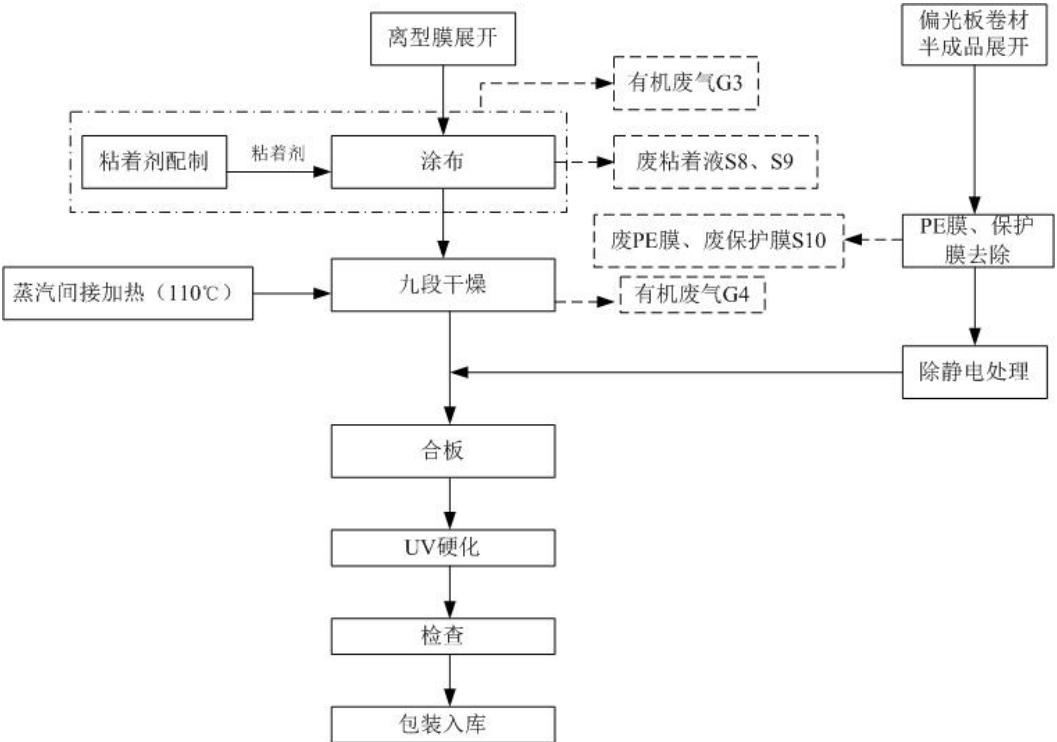 离型膜展开
偏光板卷材
半成品展开
有机废气G3
粘着剂配制
粘着剂
涂布
废粘着液S8、S9
废PE膜、废保护膜S10
PE膜、保护
膜去除
蒸汽间接加热（110℃）
九段干燥
有机废气G4
除静电处理
合板
UV硬化
检查
包装入库